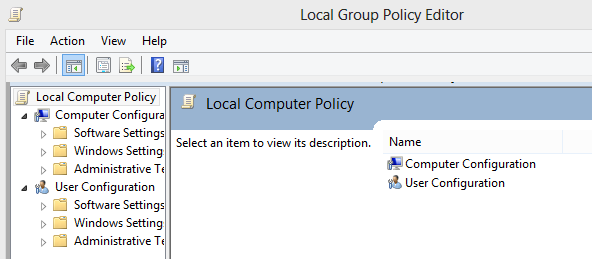 Local Group Policy Editor
File Action View Help
Local Computer Policy
Computer Configura
Software Settings
Windows Setting
Administrative Te
User Configuration
Software Settings
Windows Setting
Administrative Te
Local Computer Policy
Select an item to view its description.
Name
Computer Configuration
User Configuration